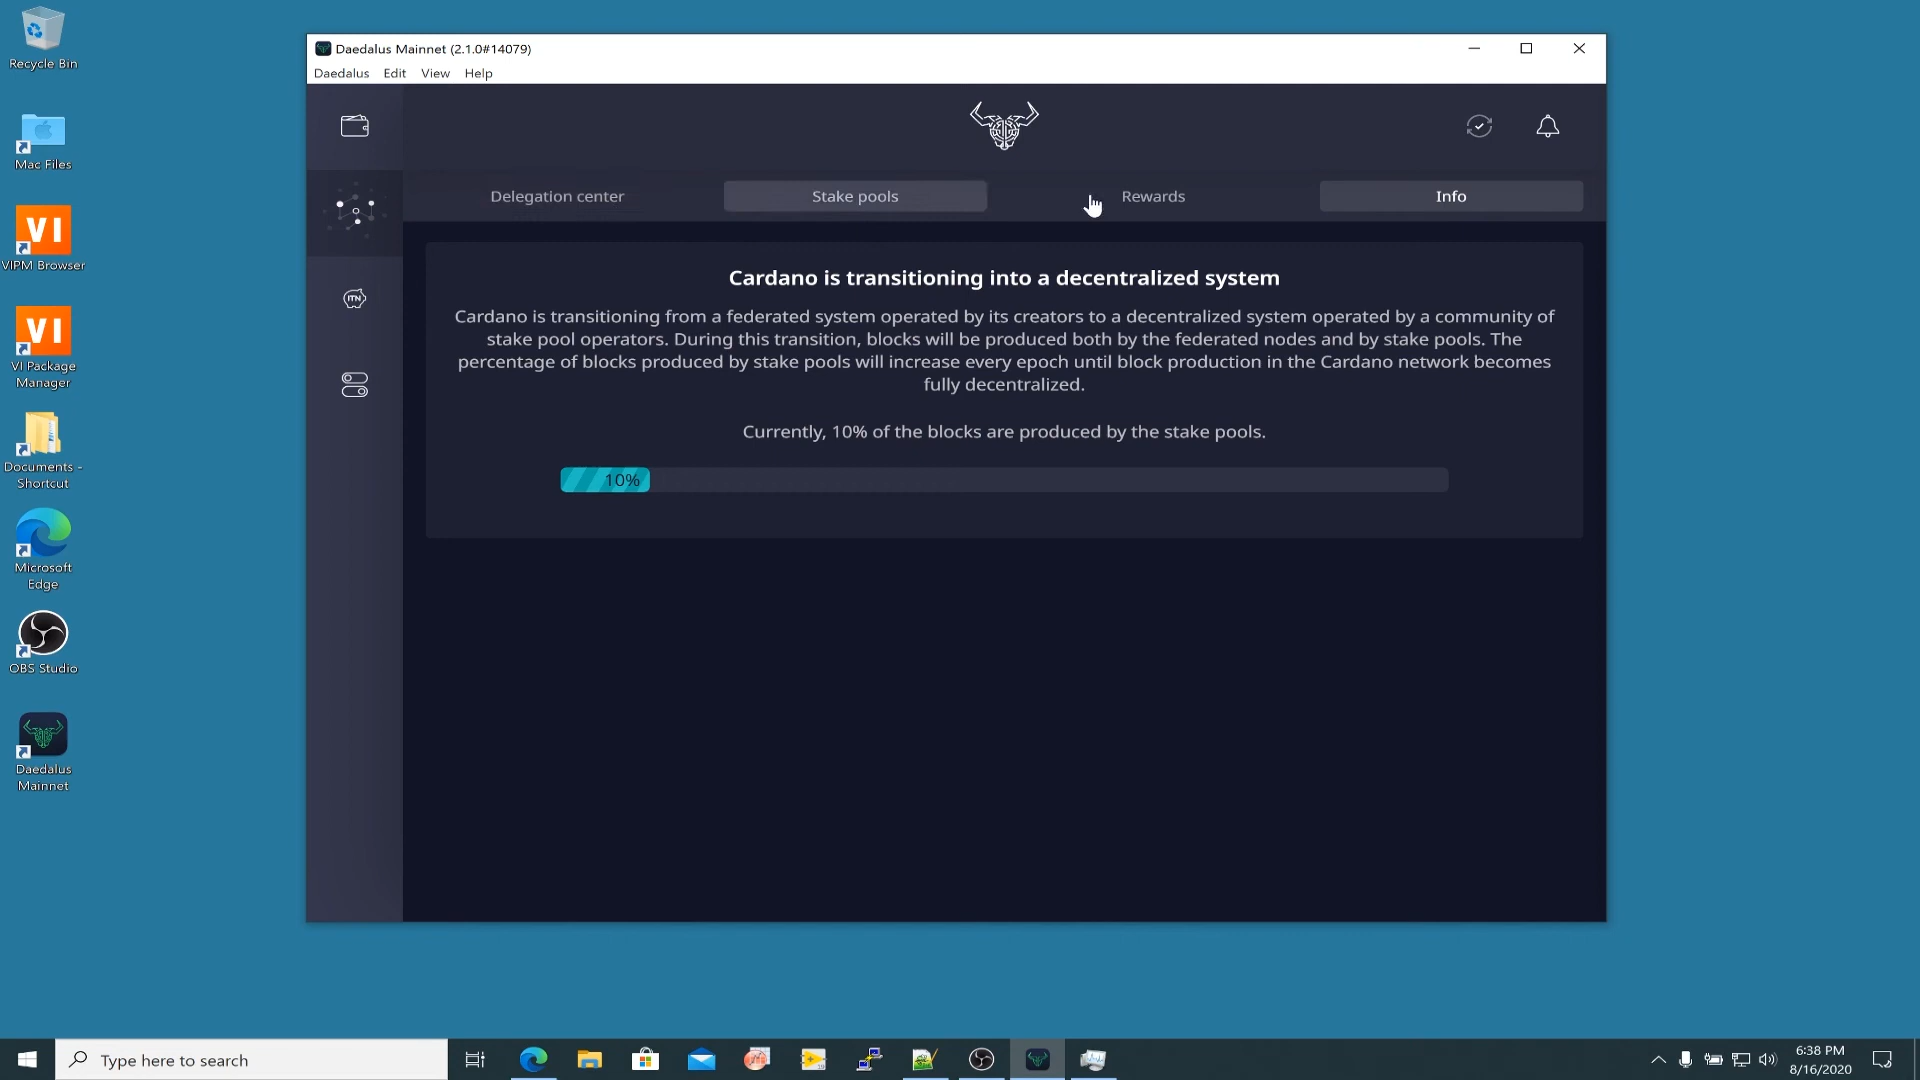 Recycle Bin
Mac Files
VI
VIPM Browser
VI
VI Package
Manager
Documents -
Shortcut
Microsoft
Edge
OBS Studio
Daedalus
Mainnet
Daedalus Mainnet (2.1.0#14079)
Daedalus Edit View Help
Delegation center Stake pools Rewards Info
ITN
Cardano is transitioning into a decentralized system
Cardano is transitioning from a federated system operated by its creators to a decentralized system operated by a community of
stake pool operators. During this transition, blocks will be produced both by the federated nodes and by stake pools. The
percentage of blocks produced by stake pools will increase every epoch until block production in the Cardano network becomes
fully decentralized.
Currently, 10% of the blocks are produced by the stake pools.
10%
Type here to search
6:38 PM
8/16/2020